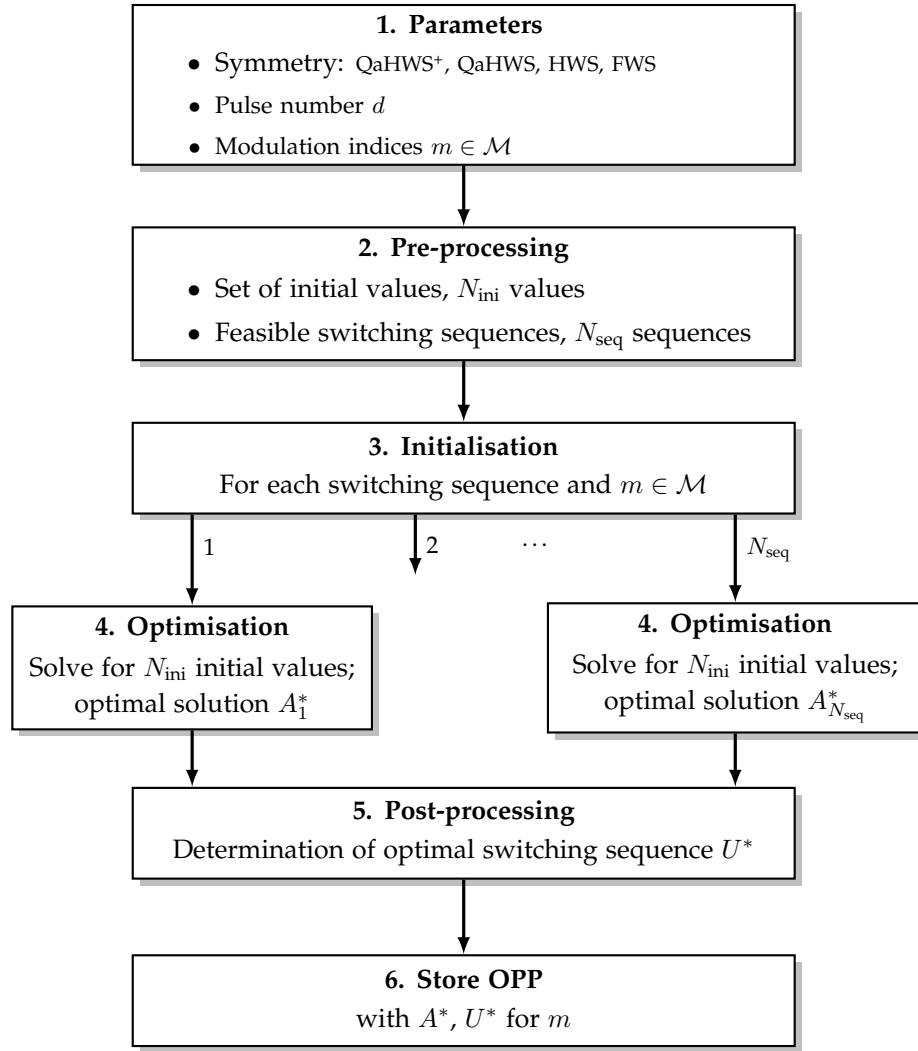 1. Parameters
• Symmetry: QaHWS⁺, QaHWS, HWS, FWS
• Pulse number d
• Modulation indices m ∈ ℳ
2. Pre-processing
• Set of initial values, N_ini values
• Feasible switching sequences, N_seq sequences
3. Initialisation
For each switching sequence and m ∈ ℳ
1 2 ⋯ N_seq
4. Optimisation
Solve for N_ini initial values;
optimal solution A*_1
4. Optimisation
Solve for N_ini initial values;
optimal solution A*_{N_seq}
5. Post-processing
Determination of optimal switching sequence U*
6. Store OPP
with A*, U* for m